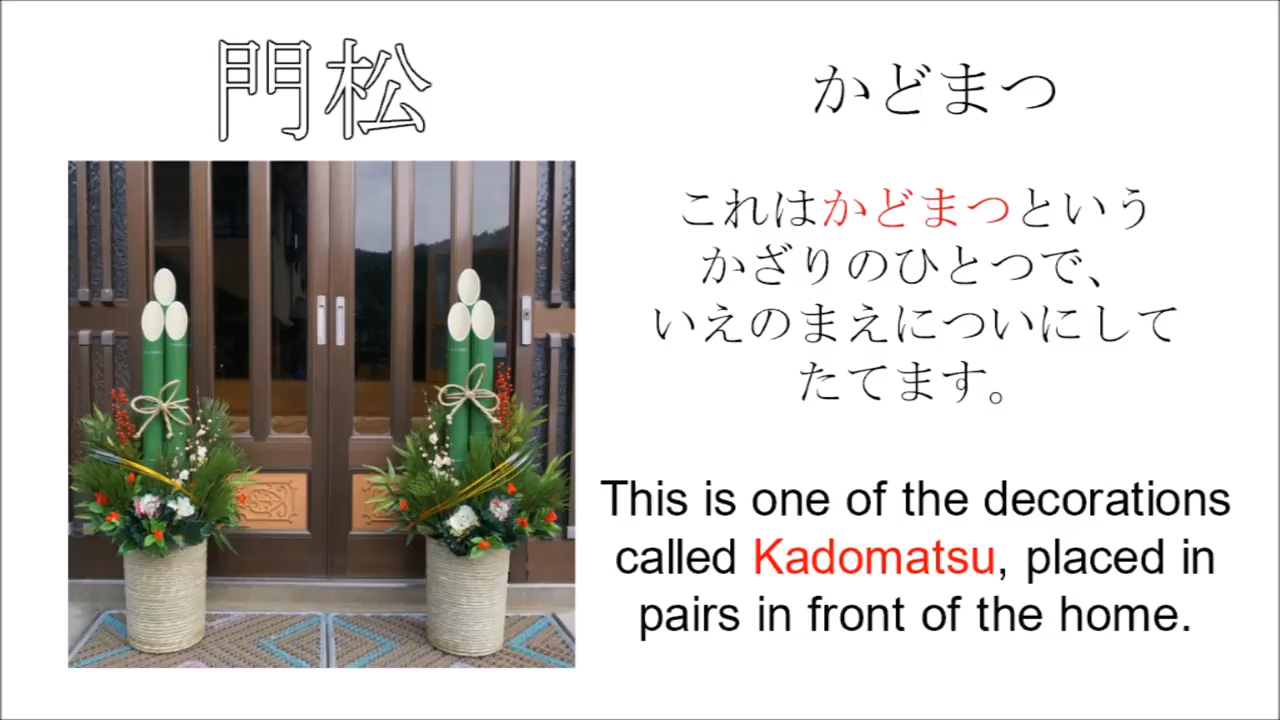 門松
かどまつ
これはかどまつという
かざりのひとつで、
いえのまえについにして
たてます。
This is one of the decorations
called Kadomatsu, placed in
pairs in front of the home.